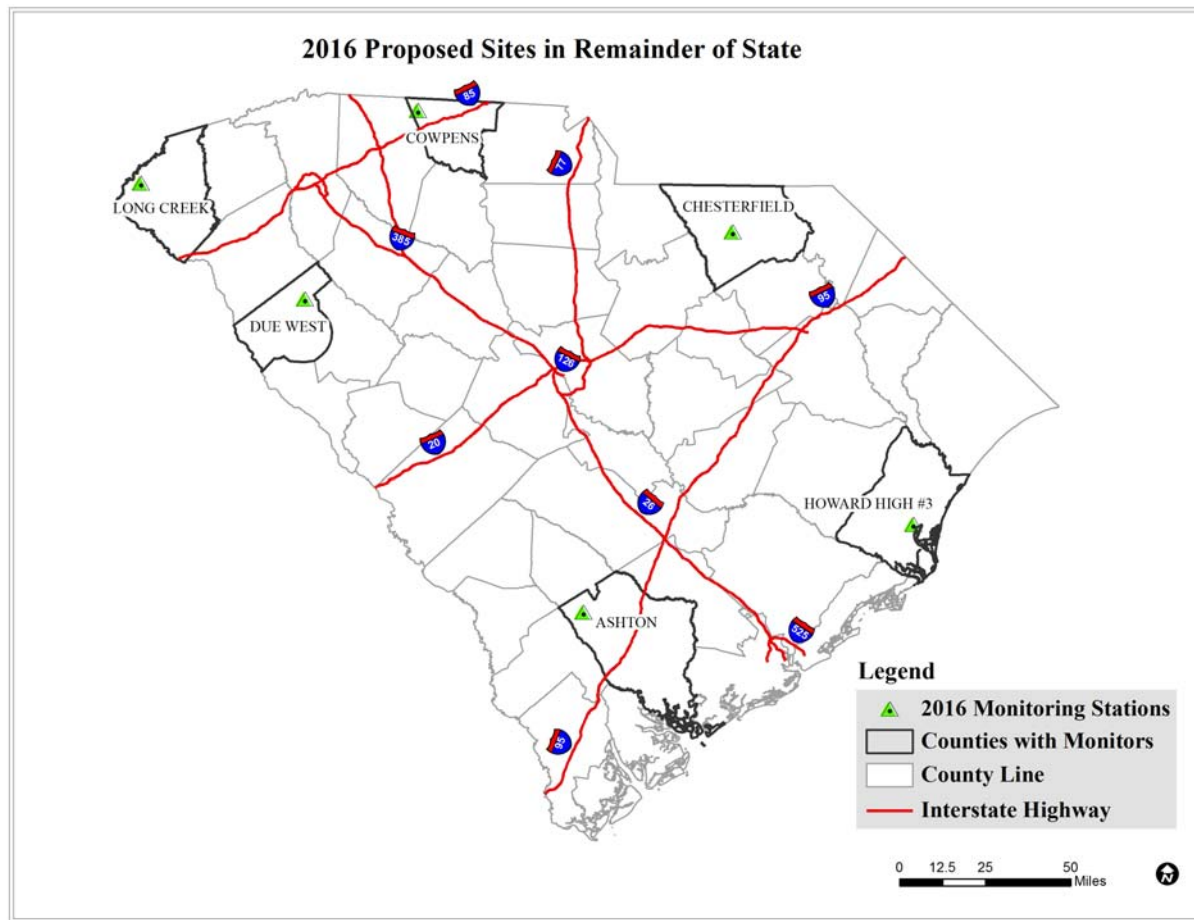 2016 Proposed Sites in Remainder of State
85
COWPENS
77
LONG CREEK
CHESTERFIELD
385
95
DUE WEST
126
20
26
HOWARD HIGH #3
ASHTON
525
95
Legend
2016 Monitoring Stations
Counties with Monitors
County Line
Interstate Highway
0 12.5 25 50
Miles
N